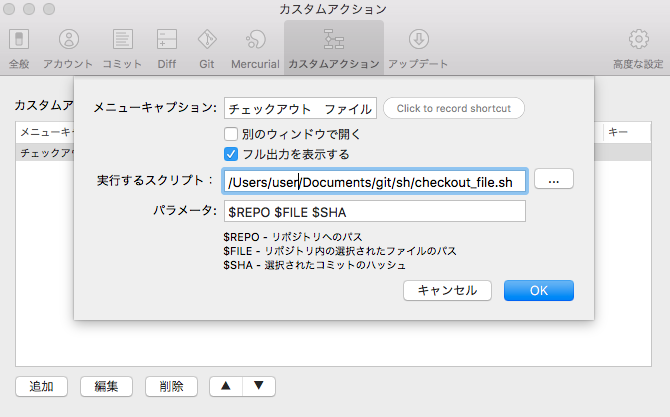 カスタムアクション
全般 アカウント コミット Diff Git Mercurial カスタムアクション アップデート 高度な設定
カスタムア
メニューキャプション: チェックアウト　ファイル Click to record shortcut
メニューキ キー
別のウィンドウで開く
チェックアウ
フル出力を表示する
実行するスクリプト： /Users/user/Documents/git/sh/checkout_file.sh ...
パラメータ: $REPO $FILE $SHA
$REPO - リポジトリへのパス
$FILE - リポジトリ内の選択されたファイルのパス
$SHA - 選択されたコミットのハッシュ
キャンセル OK
追加 編集 削除 ▲ ▼